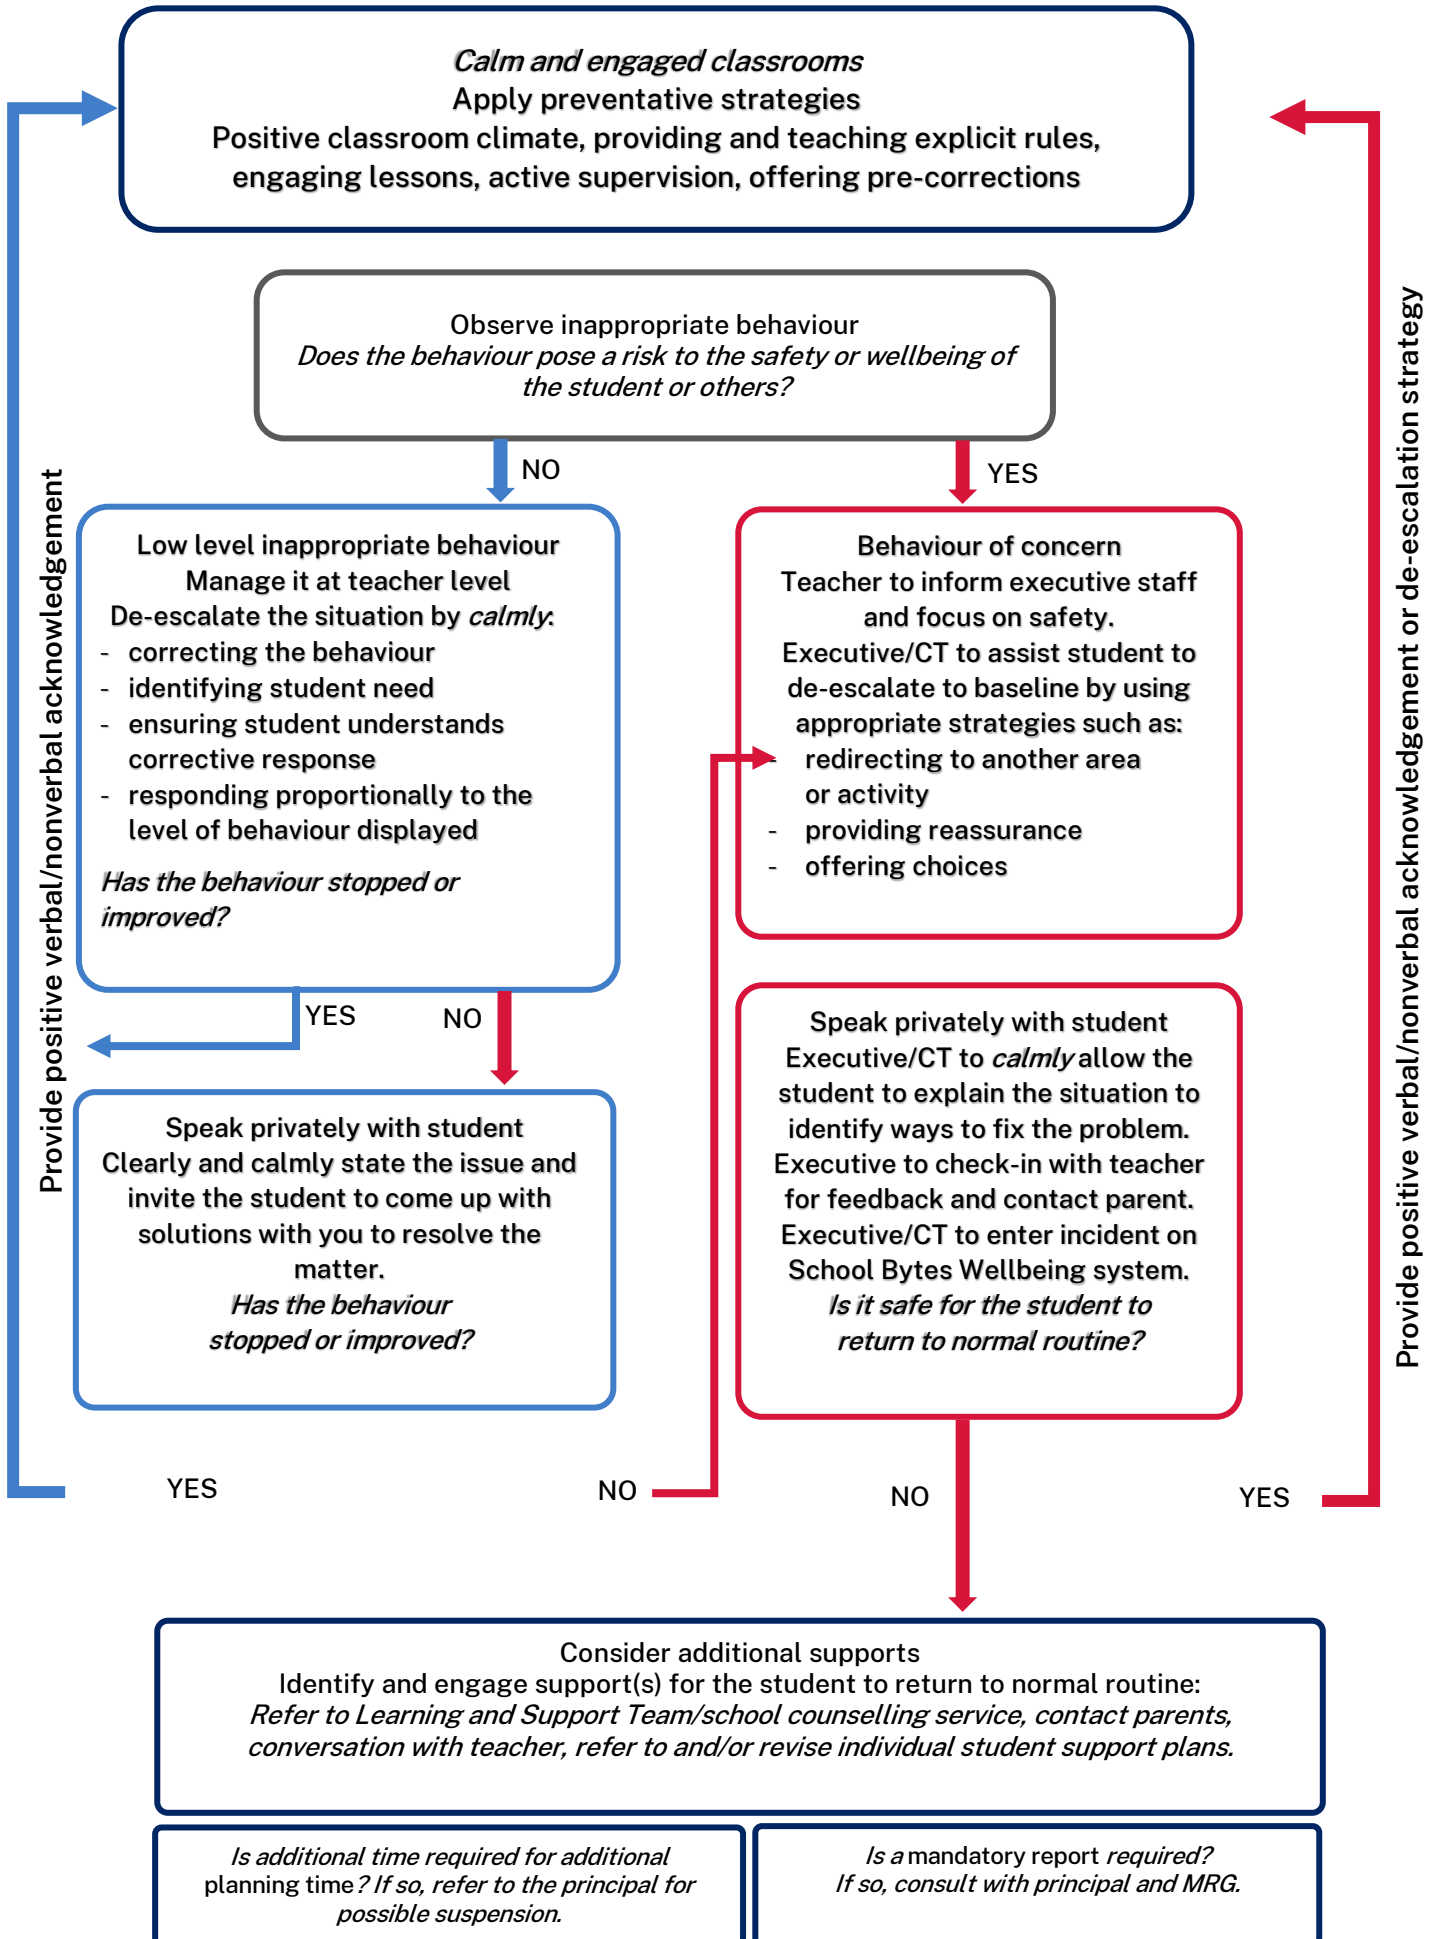 Calm and engaged classrooms
Apply preventative strategies
Positive classroom climate, providing and teaching explicit rules,
engaging lessons, active supervision, offering pre-corrections
Observe inappropriate behaviour
Does the behaviour pose a risk to the safety or wellbeing of
the student or others?
NO
YES
Low level inappropriate behaviour
Manage it at teacher level
De-escalate the situation by calmly:
- correcting the behaviour
- identifying student need
- ensuring student understands
corrective response
- responding proportionally to the
level of behaviour displayed
Has the behaviour stopped or
improved?
Behaviour of concern
Teacher to inform executive staff
and focus on safety.
Executive/CT to assist student to
de-escalate to baseline by using
appropriate strategies such as:
- redirecting to another area
or activity
- providing reassurance
- offering choices
YES
NO
Speak privately with student
Clearly and calmly state the issue and
invite the student to come up with
solutions with you to resolve the
matter.
Has the behaviour
stopped or improved?
Speak privately with student
Executive/CT to calmly allow the
student to explain the situation to
identify ways to fix the problem.
Executive to check-in with teacher
for feedback and contact parent.
Executive/CT to enter incident on
School Bytes Wellbeing system.
Is it safe for the student to
return to normal routine?
YES
NO
NO
YES
Provide positive verbal/nonverbal acknowledgement
Provide positive verbal/nonverbal acknowledgement or de-escalation strategy
Consider additional supports
Identify and engage support(s) for the student to return to normal routine:
Refer to Learning and Support Team/school counselling service, contact parents,
conversation with teacher, refer to and/or revise individual student support plans.
Is additional time required for additional
planning time? If so, refer to the principal for
possible suspension.
Is a mandatory report required?
If so, consult with principal and MRG.